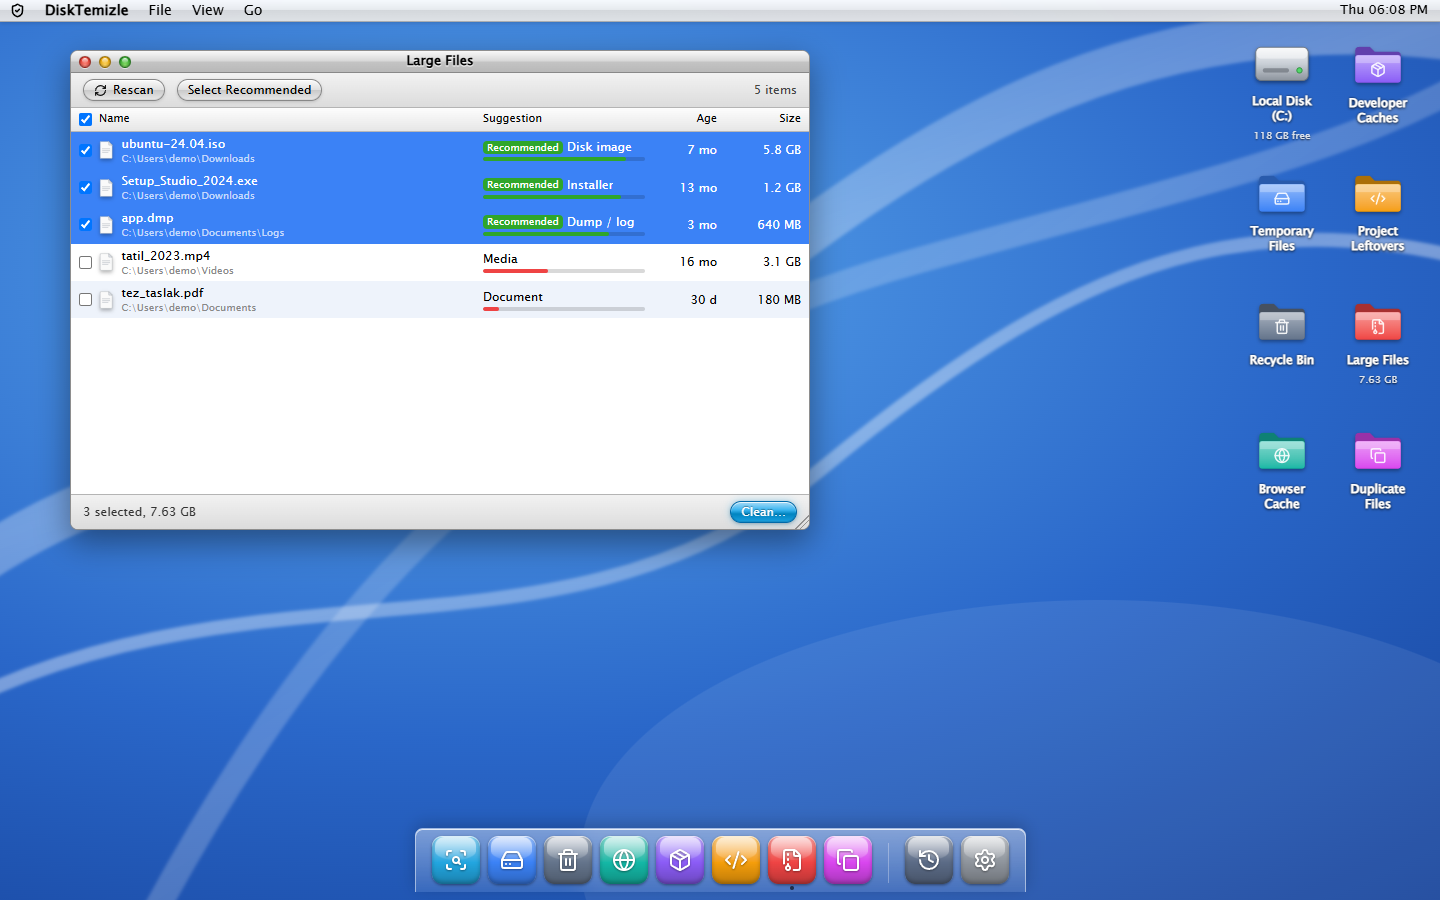 DiskTemizle File View Go
Thu 06:08 PM
Large Files
Rescan
Select Recommended
5 items
Name Suggestion Age Size
ubuntu-24.04.iso
C:\Users\demo\Downloads
Recommended Disk image
7 mo
5.8 GB
Setup_Studio_2024.exe
C:\Users\demo\Downloads
Recommended Installer
13 mo
1.2 GB
app.dmp
C:\Users\demo\Documents\Logs
Recommended Dump / log
3 mo
640 MB
tatil_2023.mp4
C:\Users\demo\Videos
Media
16 mo
3.1 GB
tez_taslak.pdf
C:\Users\demo\Documents
Document
30 d
180 MB
3 selected, 7.63 GB
Clean...
Local Disk
(C:)
118 GB free
Developer
Caches
Temporary
Files
Project
Leftovers
Recycle Bin
Large Files
7.63 GB
Browser
Cache
Duplicate
Files